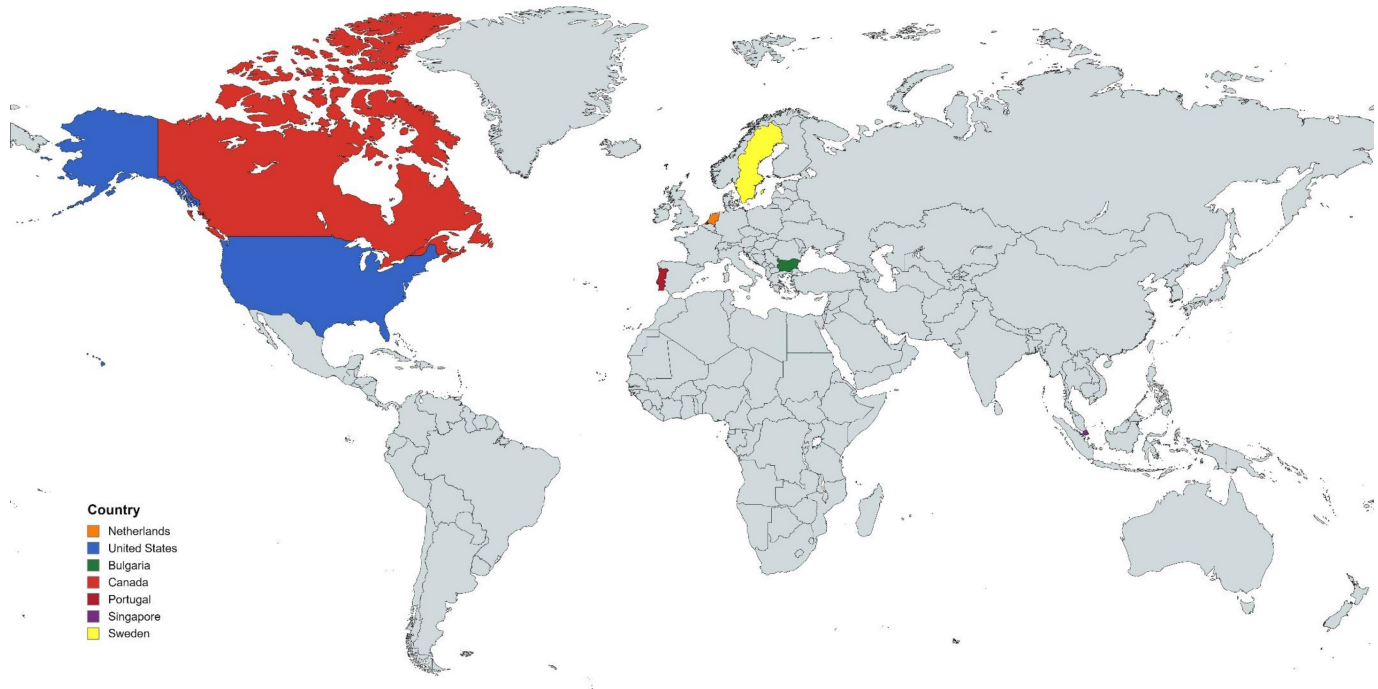 Country
Netherlands
United States
Bulgaria
Canada
Portugal
Singapore
Sweden